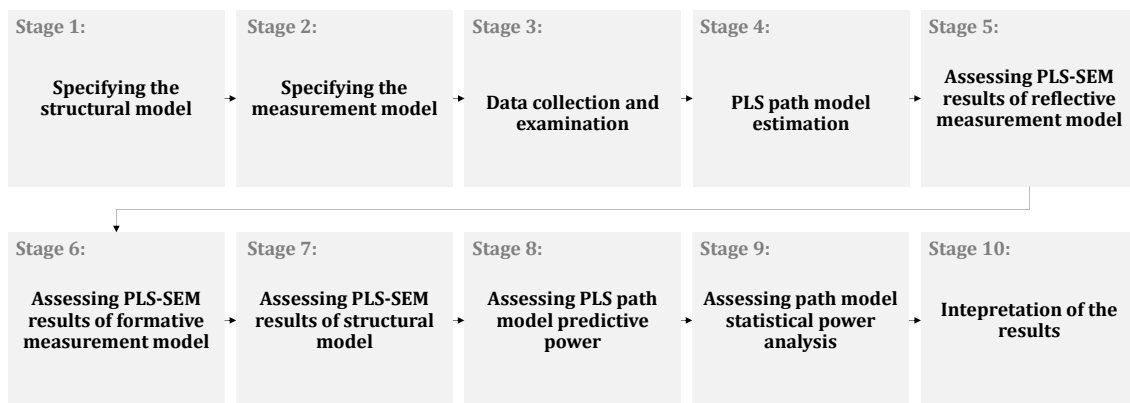 Stage 1:
Specifying the
structural model
Stage 2:
Specifying the
measurement model
Stage 3:
Data collection and
examination
Stage 4:
PLS path model
estimation
Stage 5:
Assessing PLS-SEM
results of reflective
measurement model
Stage 6:
Assessing PLS-SEM
results of formative
measurement model
Stage 7:
Assessing PLS-SEM
results of structural
model
Stage 8:
Assessing PLS path
model predictive
power
Stage 9:
Assessing path model
statistical power
analysis
Stage 10:
Intepretation of the
results